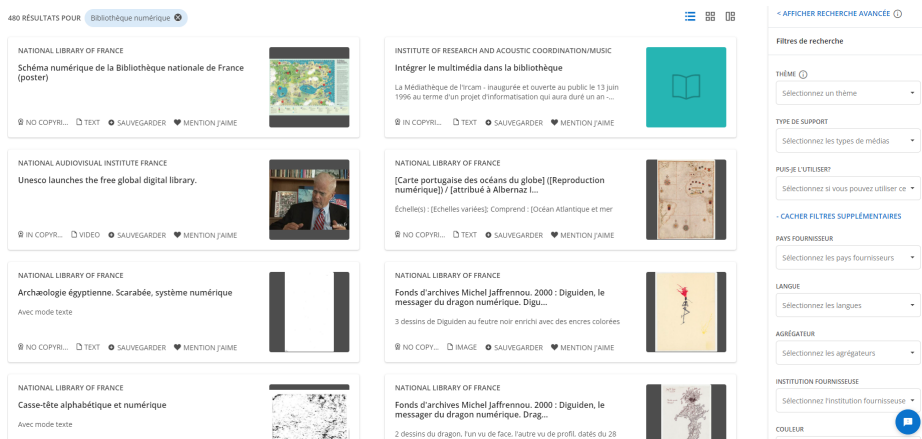 480 RÉSULTATS POUR Bibliothèque numérique
NATIONAL LIBRARY OF FRANCE
Schéma numérique de la Bibliothèque nationale de France
(poster)
NO COPYRI... TEXT SAUVEGARDER MENTION J'AIME
INSTITUTE OF RESEARCH AND ACOUSTIC COORDINATION/MUSIC
Intégrer le multimédia dans la bibliothèque
La Médiathèque de l'Ircam - inaugurée et ouverte au public le 13 juin
1996 au terme d'un projet d'informatisation qui aura duré un an -...
IN COPYRI... TEXT SAUVEGARDER MENTION J'AIME
NATIONAL AUDIOVISUAL INSTITUTE FRANCE
Unesco launches the free global digital library.
IN COPYR... VIDEO SAUVEGARDER MENTION J'AIME
NATIONAL LIBRARY OF FRANCE
[Carte portugaise des océans du globe] ([Reproduction
numérique]) / [attribué à Albernaz I...
Échelle(s) : [Echelles variées]; Comprend : [Océan Atlantique et mer
NO COPYRI... TEXT SAUVEGARDER MENTION J'AIME
NATIONAL LIBRARY OF FRANCE
Archæologie égyptienne. Scarabée, système numérique
Avec mode texte
NO COPYRI... TEXT SAUVEGARDER MENTION J'AIME
NATIONAL LIBRARY OF FRANCE
Fonds d'archives Michel Jaffrennou. 2000 : Diguiden, le
messager du dragon numérique. Digu...
3 dessins de Diguiden au feutre noir enrichi avec des encres colorées
NO COPY... IMAGE SAUVEGARDER MENTION J'AIME
NATIONAL LIBRARY OF FRANCE
Casse-tête alphabétique et numérique
Avec mode texte
NATIONAL LIBRARY OF FRANCE
Fonds d'archives Michel Jaffrennou. 2000 : Diguiden, le
messager du dragon numérique. Drag...
2 dessins du dragon, l'un vu de face, l'autre vu de profil, datés du 28
< AFFICHER RECHERCHE AVANCÉE
Filtres de recherche
THÈME
Sélectionnez un thème
TYPE DE SUPPORT
Sélectionnez les types de médias
PUIS-JE L'UTILISER?
Sélectionnez si vous pouvez utiliser ce
- CACHER FILTRES SUPPLÉMENTAIRES
PAYS FOURNISSEUR
Sélectionnez les pays fournisseurs
LANGUE
Sélectionnez les langues
AGRÉGATEUR
Sélectionnez les agrégateurs
INSTITUTION FOURNISSEUSE
Sélectionnez l'institution fournisseuse
COULEUR